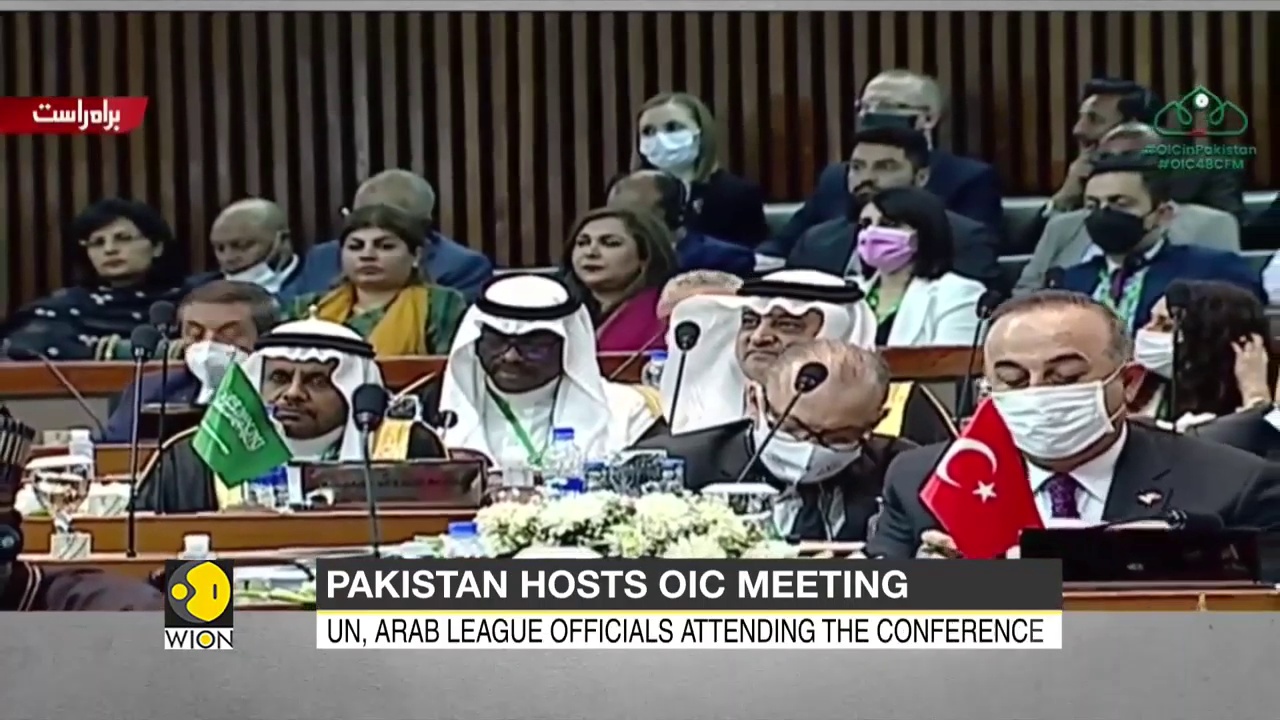 براہ راست
#OICinPakistan
#OIC48CFM
PAKISTAN HOSTS OIC MEETING
UN, ARAB LEAGUE OFFICIALS ATTENDING THE CONFERENCE
WION